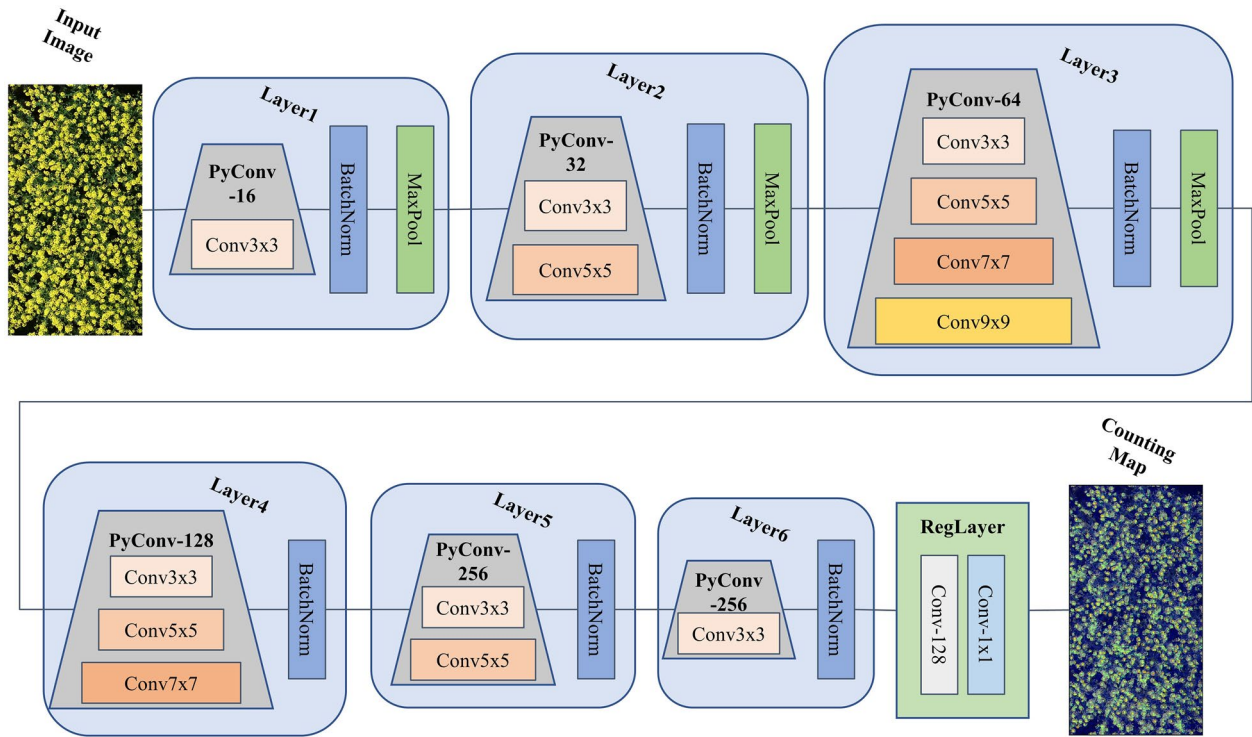 Input
Image
Layer1
PyConv
-16
Conv3x3
BatchNorm
MaxPool
Layer2
PyConv-
32
Conv3x3
Conv5x5
BatchNorm
MaxPool
Layer3
PyConv-64
Conv3x3
Conv5x5
Conv7x7
Conv9x9
BatchNorm
MaxPool
Layer4
PyConv-128
Conv3x3
Conv5x5
Conv7x7
BatchNorm
Layer5
PyConv-
256
Conv3x3
Conv5x5
BatchNorm
Layer6
PyConv
-256
Conv3x3
BatchNorm
RegLayer
Conv-128
Conv-1x1
Counting
Map